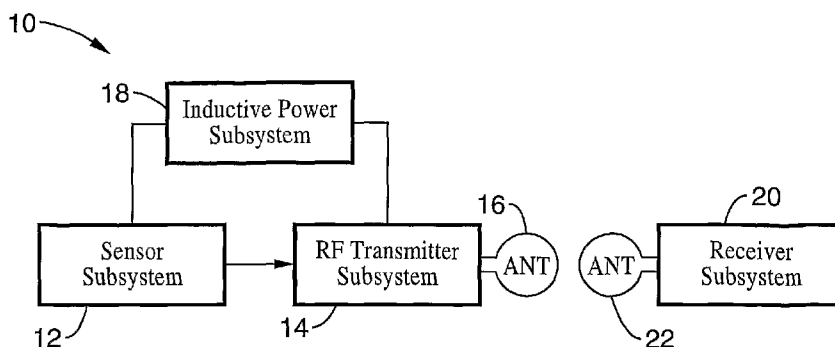 10
18
Inductive Power
Subsystem
Sensor
Subsystem
12
RF Transmitter
Subsystem
14
16
ANT
ANT
22
20
Receiver
Subsystem